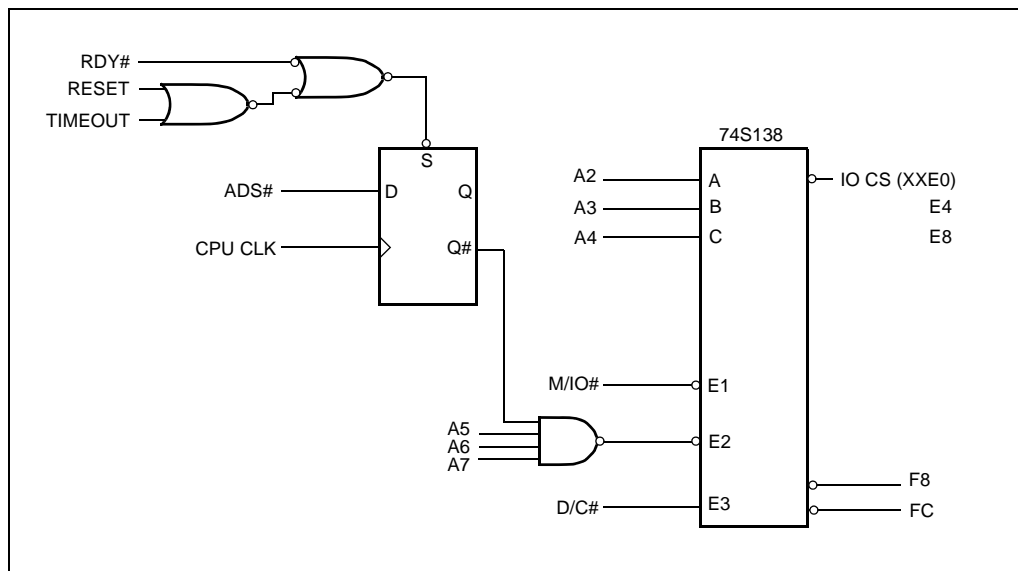 RDY#
RESET
TIMEOUT
S
ADS#
D
Q
CPU CLK
Q#
74S138
A2
A
IO CS (XXE0)
A3
B
E4
A4
C
E8
M/IO#
E1
A5
A6
A7
E2
D/C#
E3
F8
FC